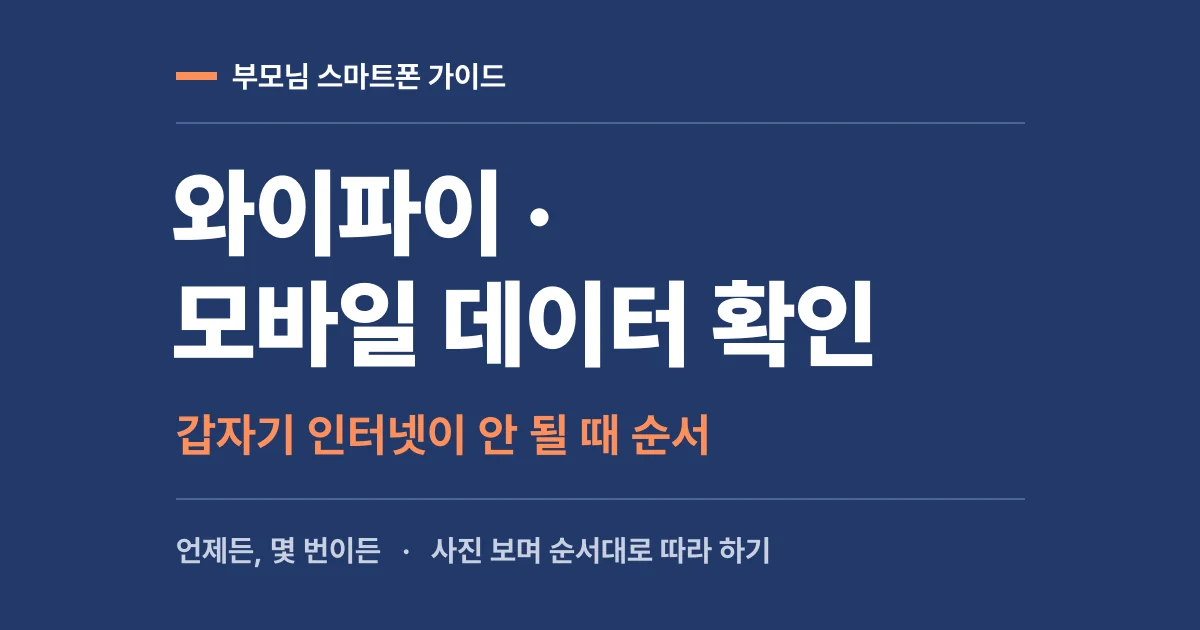 부모님 스마트폰 가이드
와이파이 ·
모바일 데이터 확인
갑자기 인터넷이 안 될 때 순서
언제든, 몇 번이든 · 사진 보며 순서대로 따라 하기